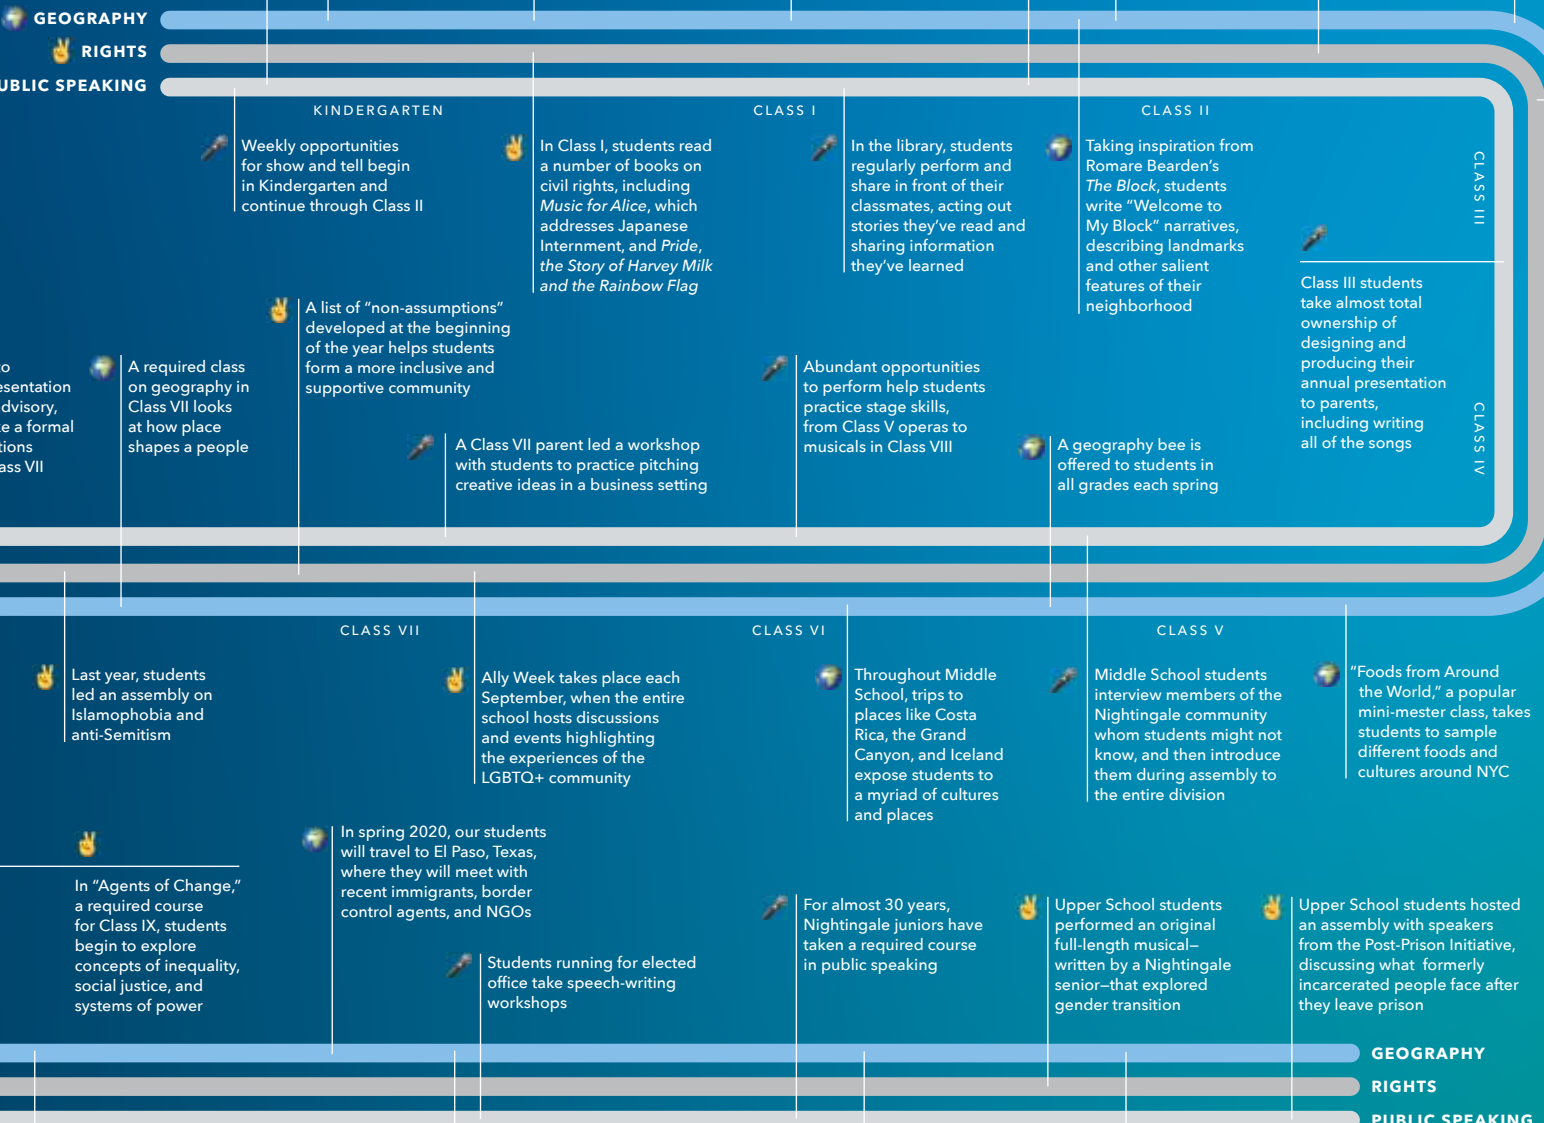 GEOGRAPHY
RIGHTS
PUBLIC SPEAKING
KINDERGARTEN
CLASS I
CLASS II
Weekly opportunities
for show and tell begin
in Kindergarten and
continue through Class II
In Class I, students read
a number of books on
civil rights, including
Music for Alice, which
addresses Japanese
Internment, and Pride,
the Story of Harvey Milk
and the Rainbow Flag
In the library, students
regularly perform and
share in front of their
classmates, acting out
stories they’ve read and
sharing information
they’ve learned
Taking inspiration from
Romare Bearden’s
The Block, students
write “Welcome to
My Block” narratives,
describing landmarks
and other salient
features of their
neighborhood
CLASS III
Class III students
take almost total
ownership of
designing and
producing their
annual presentation
to parents,
including writing
all of the songs
CLASS IV
to
esentation
dvisory,
e a formal
tions
ass VII
A required class
on geography in
Class VII looks
at how place
shapes a people
A list of “non-assumptions”
developed at the beginning
of the year helps students
form a more inclusive and
supportive community
A Class VII parent led a workshop
with students to practice pitching
creative ideas in a business setting
Abundant opportunities
to perform help students
practice stage skills,
from Class V operas to
musicals in Class VIII
A geography bee is
offered to students in
all grades each spring
CLASS VII
CLASS VI
CLASS V
Last year, students
led an assembly on
Islamophobia and
anti-Semitism
Ally Week takes place each
September, when the entire
school hosts discussions
and events highlighting
the experiences of the
LGBTQ+ community
Throughout Middle
School, trips to
places like Costa
Rica, the Grand
Canyon, and Iceland
expose students to
a myriad of cultures
and places
Middle School students
interview members of the
Nightingale community
whom students might not
know, and then introduce
them during assembly to
the entire division
“Foods from Around
the World,” a popular
mini-mester class, takes
students to sample
different foods and
cultures around NYC
In “Agents of Change,”
a required course
for Class IX, students
begin to explore
concepts of inequality,
social justice, and
systems of power
In spring 2020, our students
will travel to El Paso, Texas,
where they will meet with
recent immigrants, border
control agents, and NGOs
Students running for elected
office take speech-writing
workshops
For almost 30 years,
Nightingale juniors have
taken a required course
in public speaking
Upper School students
performed an original
full-length musical—
written by a Nightingale
senior—that explored
gender transition
Upper School students hosted
an assembly with speakers
from the Post-Prison Initiative,
discussing what formerly
incarcerated people face after
they leave prison
GEOGRAPHY
RIGHTS
PUBLIC SPEAKING